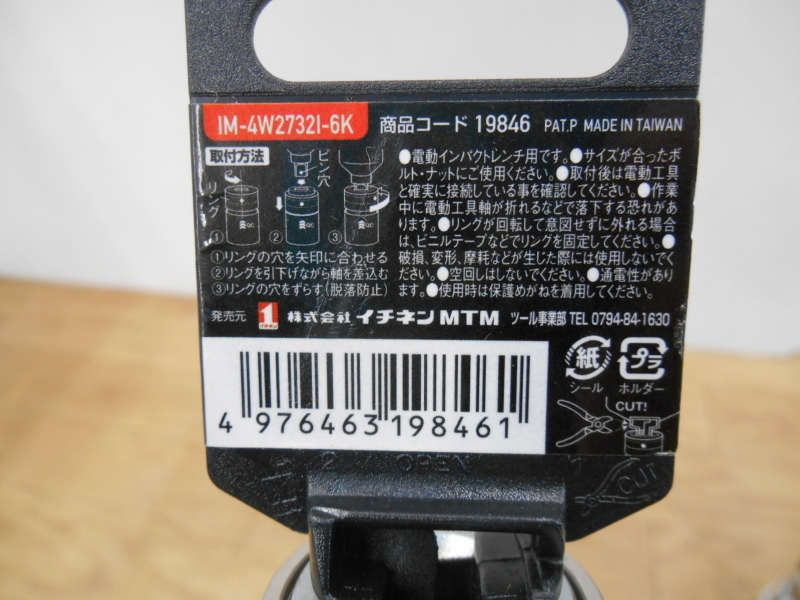 IM-4W2732I-6K 商品コード 19846 PAT.P MADE IN TAIWAN
取付方法
リング
ピン穴
QC
QC
① ② ③
①リングの穴を矢印に合わせる
②リングを引下げながら軸を差込む
③リングの穴をずらす(脱落防止)
●電動インパクトレンチ用です。●サイズが合ったボ
ルト・ナットにご使用ください。●取付後は電動工具
と確実に接続している事を確認してください。●作業
中に電動工具軸が折れるなどで落下する恐れがあ
ります。●リングが回転して意図せずに外れる場合
は、ビニルテープなどでリングを固定してください。●
破損、変形、摩耗などが生じた際には使用しないでく
ださい。●空回しはしないでください。●通電性があり
ます。●使用時は保護めがねを着用してください。
発売元 1 イチネン 株式会社 イチネンMTM ツール事業部 TEL 0794-84-1630
紙 プラ
シール ホルダー
CUT!
4 976463 198461
2 OPEN 1
CUT